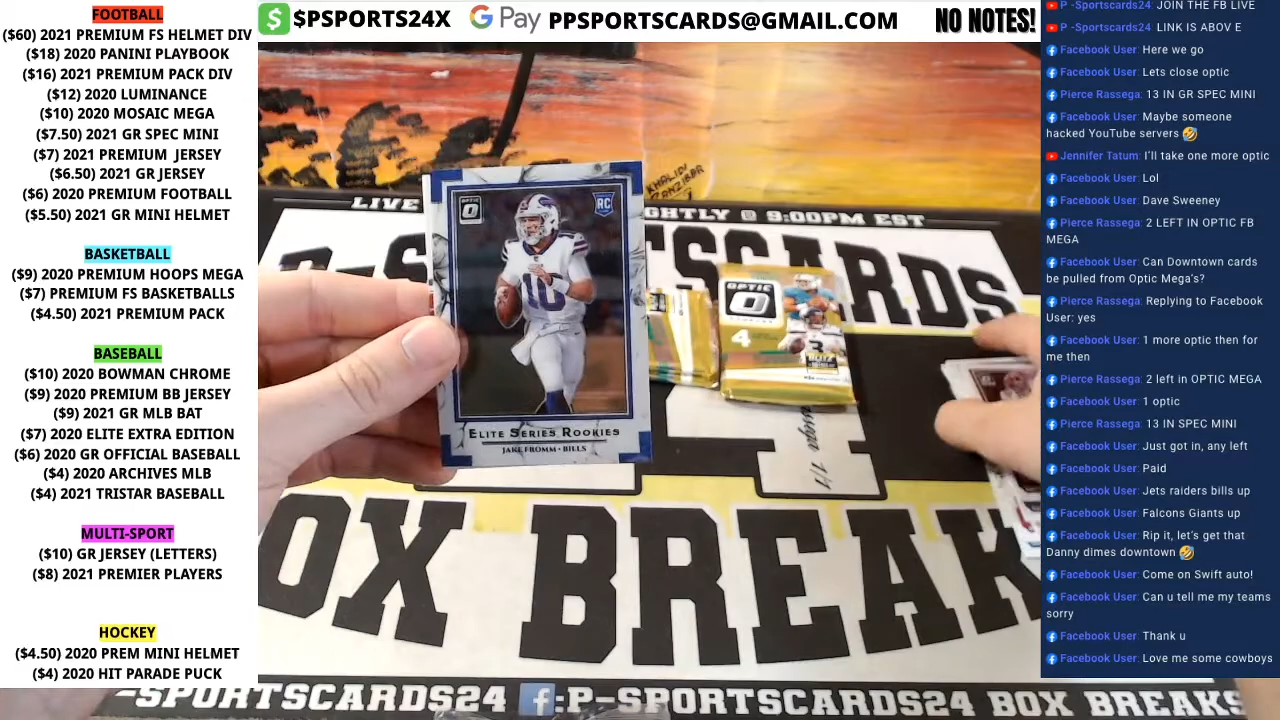 FOOTBALL
($60) 2021 PREMIUM FS HELMET DIV
($18) 2020 PANINI PLAYBOOK
($16) 2021 PREMIUM PACK DIV
($12) 2020 LUMINANCE
($10) 2020 MOSAIC MEGA
($7.50) 2021 GR SPEC MINI
($7) 2021 PREMIUM JERSEY
($6.50) 2021 GR JERSEY
($6) 2020 PREMIUM FOOTBALL
($5.50) 2021 GR MINI HELMET
BASKETBALL
($9) 2020 PREMIUM HOOPS MEGA
($7) PREMIUM FS BASKETBALLS
($4.50) 2021 PREMIUM PACK
BASEBALL
($10) 2020 BOWMAN CHROME
($9) 2020 PREMIUM BB JERSEY
($9) 2021 GR MLB BAT
($7) 2020 ELITE EXTRA EDITION
($6) 2020 GR OFFICIAL BASEBALL
($4) 2020 ARCHIVES MLB
($4) 2021 TRISTAR BASEBALL
MULTI-SPORT
($10) GR JERSEY (LETTERS)
($8) 2021 PREMIER PLAYERS
HOCKEY
($4.50) 2020 PREM MINI HELMET
($4) 2020 HIT PARADE PUCK
$PSPORTS24X
G Pay PPSPORTSCARDS@GMAIL.COM
NO NOTES!
KHALIDI
ZANZIBAR
LIVE
GHTLY @ 9:00PM EST
P-S
RTSCARDS
OPTIC
RC
10
ELITE SERIES ROOKIES
JAKE FROMM • BILLS
OPTIC
4
OX BREAK
-SPORTSCARDS24 f:P-SPORTSCARDS24 BOX BREAKS
P -Sportscards24: JOIN THE FB LIVE
P -Sportscards24: LINK IS ABOV E
Facebook User: Here we go
Facebook User: Lets close optic
Pierce Rassega: 13 IN GR SPEC MINI
Facebook User: Maybe someone
hacked YouTube servers 🤣
Jennifer Tatum: I'll take one more optic
Facebook User: Lol
Facebook User: Dave Sweeney
Pierce Rassega: 2 LEFT IN OPTIC FB
MEGA
Facebook User: Can Downtown cards
be pulled from Optic Mega's?
Pierce Rassega: Replying to Facebook
User: yes
Facebook User: 1 more optic then for
me then
Pierce Rassega: 2 left in OPTIC MEGA
Facebook User: 1 optic
Pierce Rassega: 13 IN SPEC MINI
Facebook User: Just got in, any left
Facebook User: Paid
Facebook User: Jets raiders bills up
Facebook User: Falcons Giants up
Facebook User: Rip it, let's get that
Danny dimes downtown 🤣
Facebook User: Come on Swift auto!
Facebook User: Can u tell me my teams
sorry
Facebook User: Thank u
Facebook User: Love me some cowboys